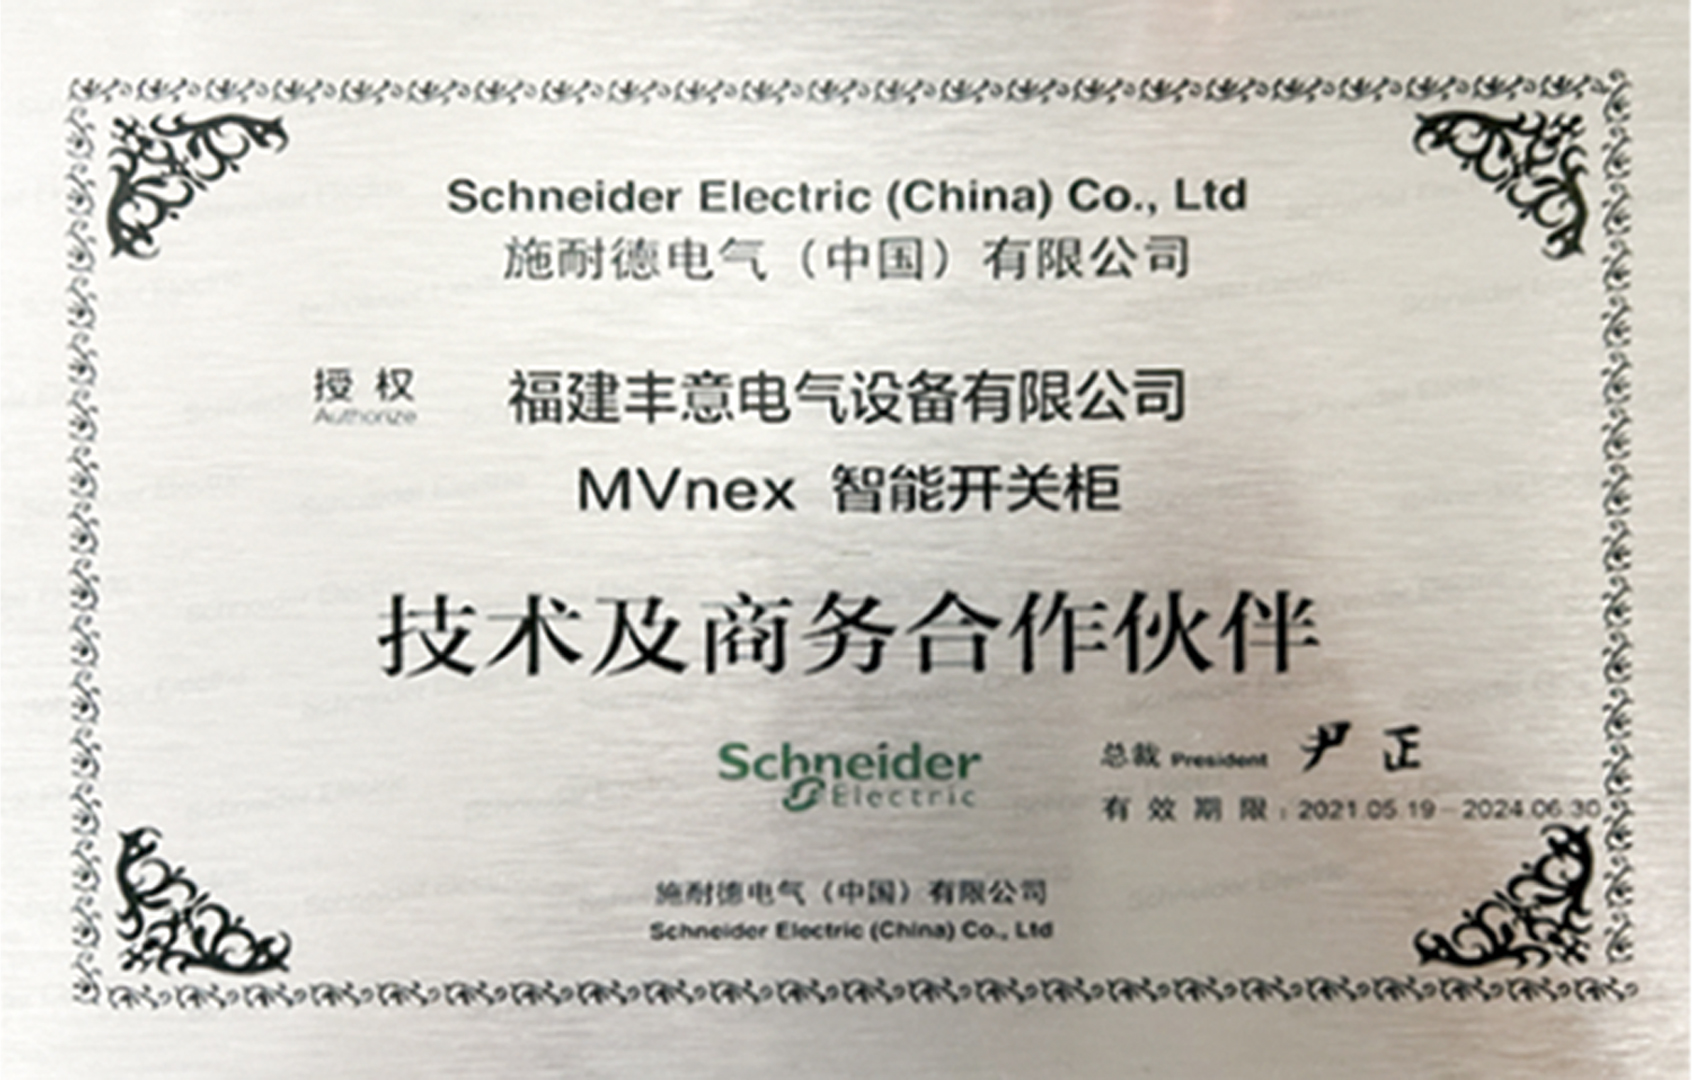 Schneider Electric (China) Co., Ltd
施耐德电气（中国）有限公司
授权 福建丰意电气设备有限公司
Authorize
MVnex 智能开关柜
技术及商务合作伙伴
Schneider
Electric
总裁 President 尹正
有效期限：2021.05.19－2024.06.30
施耐德电气（中国）有限公司
Schneider Electric (China) Co., Ltd